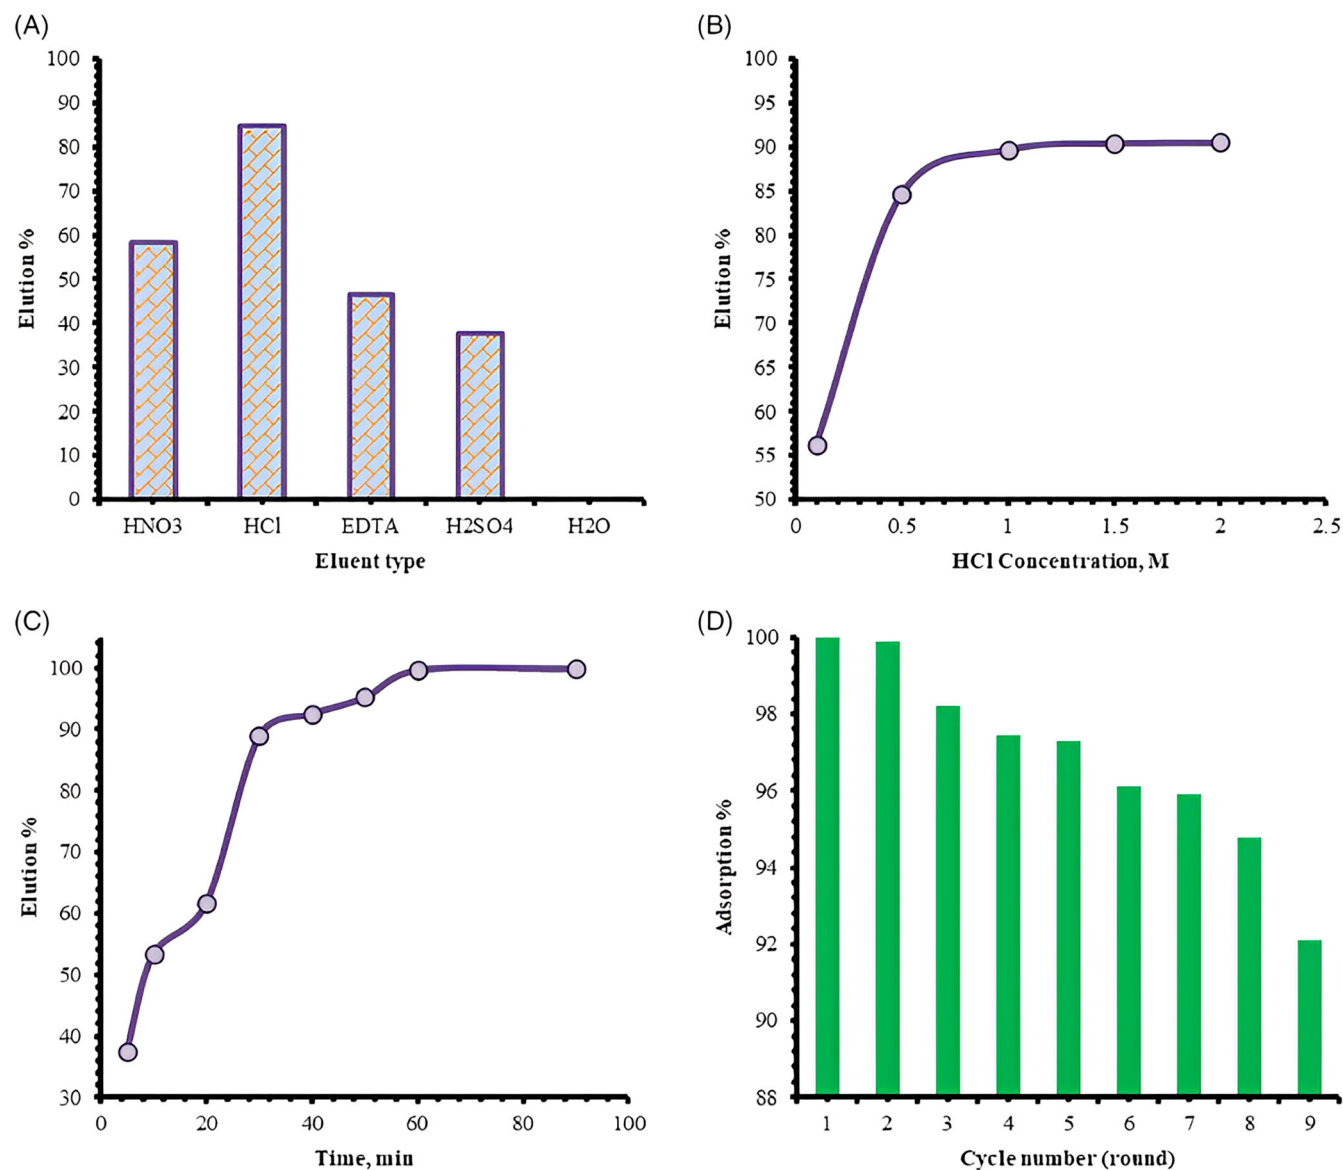 (A)
Elution %
100
90
80
70
60
50
40
30
20
10
0
HNO3 HCl EDTA H2SO4 H2O
Eluent type
(B)
Elution %
100
95
90
85
80
75
70
65
60
55
50
0 0.5 1 1.5 2 2.5
HCl Concentration, M
(C)
Elution %
100
90
80
70
60
50
40
30
0 20 40 60 80 100
Time, min
(D)
Adsorption %
100
98
96
94
92
90
88
1 2 3 4 5 6 7 8 9
Cycle number (round)